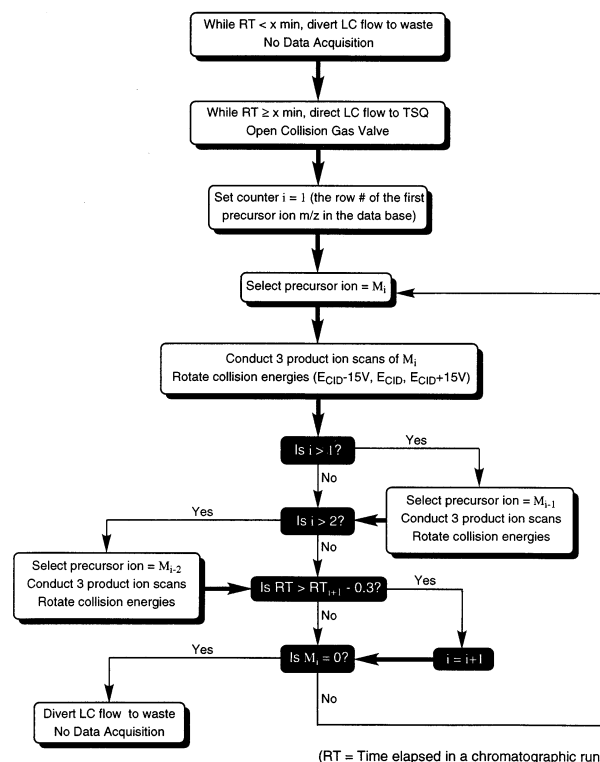 While RT < x min, divert LC flow to waste
No Data Acquisition
While RT ≥ x min, direct LC flow to TSQ
Open Collision Gas Valve
Set counter i = 1 (the row # of the first
precursor ion m/z in the data base)
Select precursor ion = Mi
Conduct 3 product ion scans of Mi
Rotate collision energies (ECID-15V, ECID, ECID+15V)
Is i > 1?
Yes
No
Select precursor ion = Mi-1
Conduct 3 product ion scans
Rotate collision energies
Is i > 2?
Yes
No
Select precursor ion = Mi-2
Conduct 3 product ion scans
Rotate collision energies
Is RT > RTi+1 - 0.3?
Yes
No
i = i+1
Is Mi = 0?
Yes
No
Divert LC flow to waste
No Data Acquisition
(RT = Time elapsed in a chromatographic run